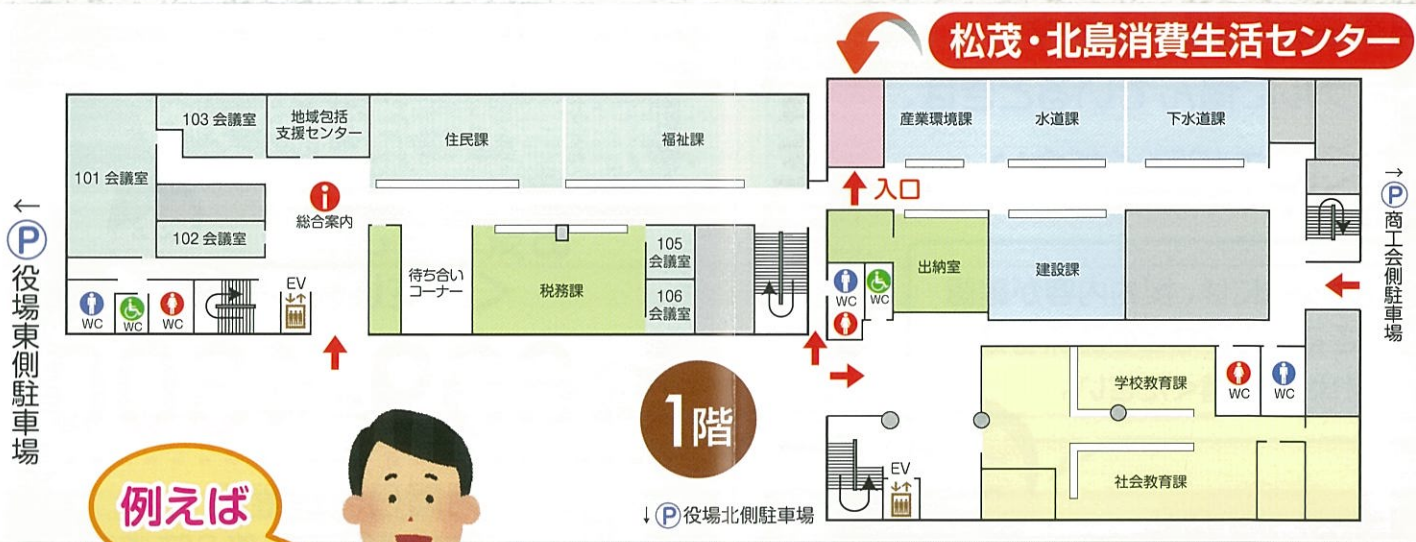 松茂・北島消費生活センター
103 会議室
地域包括
支援センター
住民課
福祉課
産業環境課
水道課
下水道課
101 会議室
102 会議室
i
総合案内
入口
←Ⓟ役場東側駐車場
→Ⓟ商工会側駐車場
待ち合い
コーナー
税務課
105
会議室
106
会議室
出納室
建設課
WC
WC
WC
EV
WC
WC
1階
学校教育課
WC
WC
社会教育課
EV
↓Ⓟ役場北側駐車場
例えば